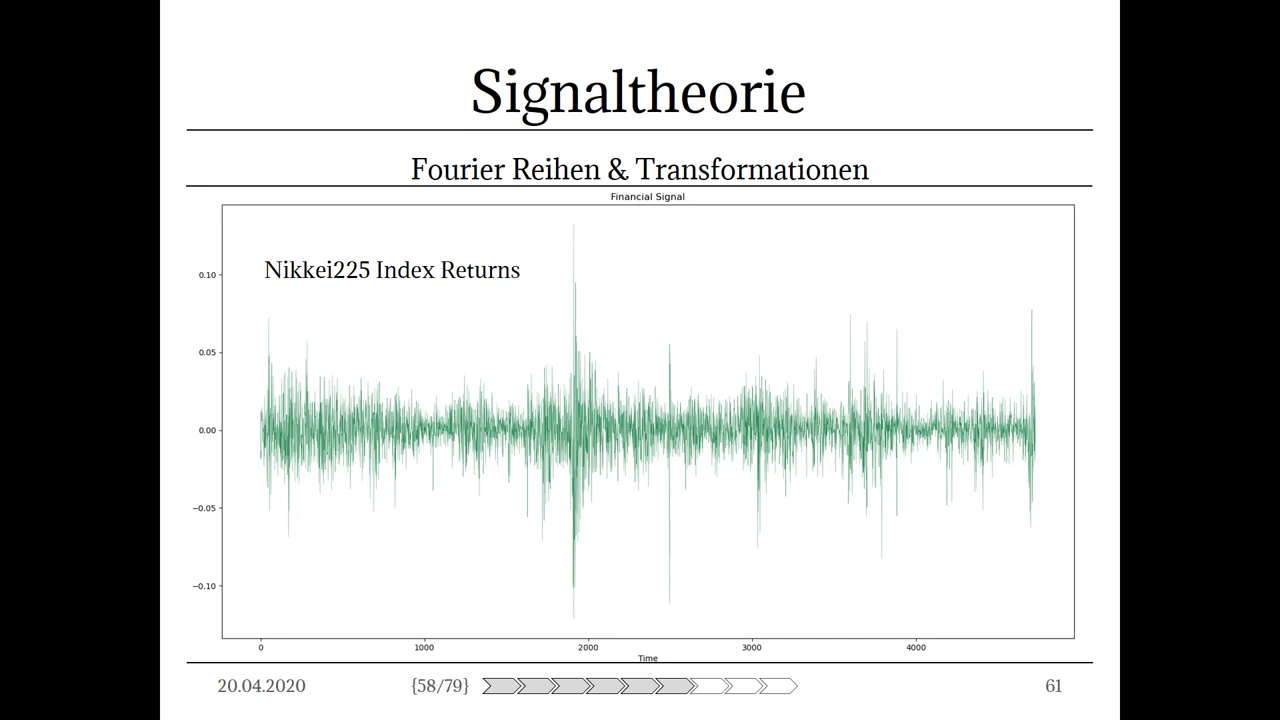 Signaltheorie
Fourier Reihen & Transformationen
Financial Signal
Nikkei225 Index Returns
0.10
0.05
0.00
−0.05
−0.10
0 1000 2000 3000 4000
Time
20.04.2020 {58/79} 61